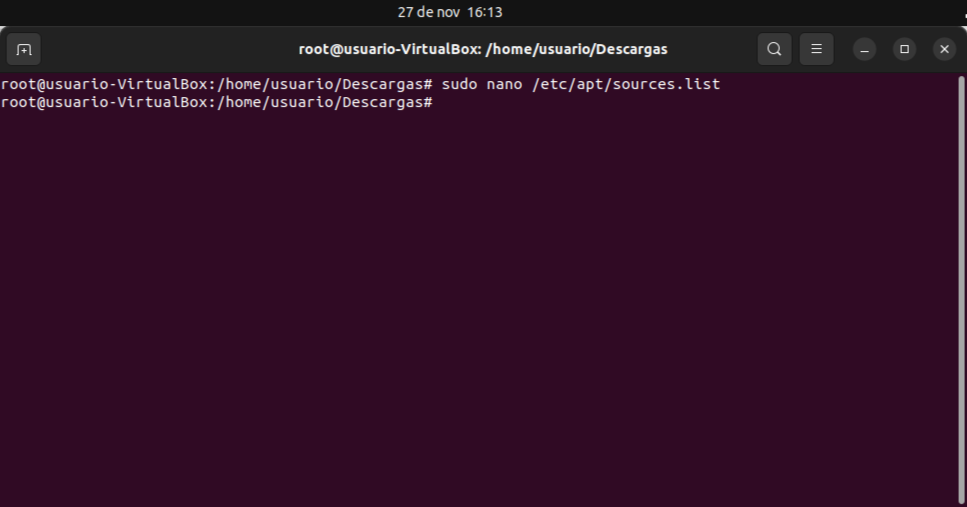 27 de nov 16:13
root@usuario-VirtualBox: /home/usuario/Descargas
root@usuario-VirtualBox:/home/usuario/Descargas# sudo nano /etc/apt/sources.list
root@usuario-VirtualBox:/home/usuario/Descargas#